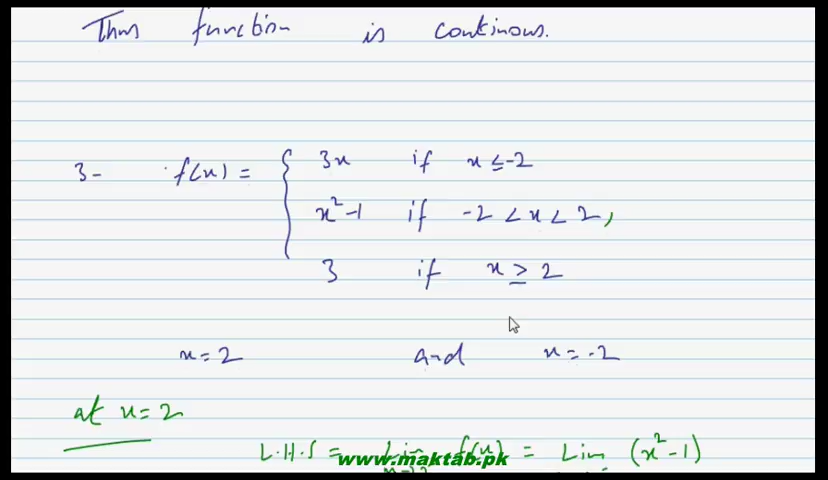 Thus function is continous.
3- f(x) = { 3x if x ≤ -2
x²-1 if -2 < x < 2,
3 if x ≥ 2
x = 2 and x = -2
at x = 2
L.H.S = Lim f(x) = Lim (x²-1)
www.maktab.pk